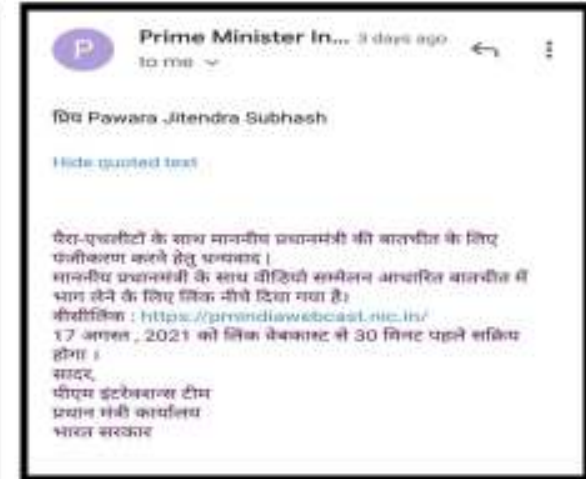 P
Prime Minister In... 3 days ago
to me
प्रिय Pawara Jitendra Subhash
Hide quoted text
पैरा-एथलीटों के साथ माननीय प्रधानमंत्री की बातचीत के लिए
पंजीकरण करने हेतु धन्यवाद।
माननीय प्रधानमंत्री के साथ वीडियो सम्मेलन आधारित बातचीत में
भाग लेने के लिए लिंक नीचे दिया गया है।
वीसीलिंक : https://pmindiawebcast.nic.in/
17 अगस्त , 2021 को लिंक वेबकास्ट से 30 मिनट पहले सक्रिय
होगा ।
सादर,
पीएम इंटरेक्शन्स टीम
प्रधान मंत्री कार्यालय
भारत सरकार